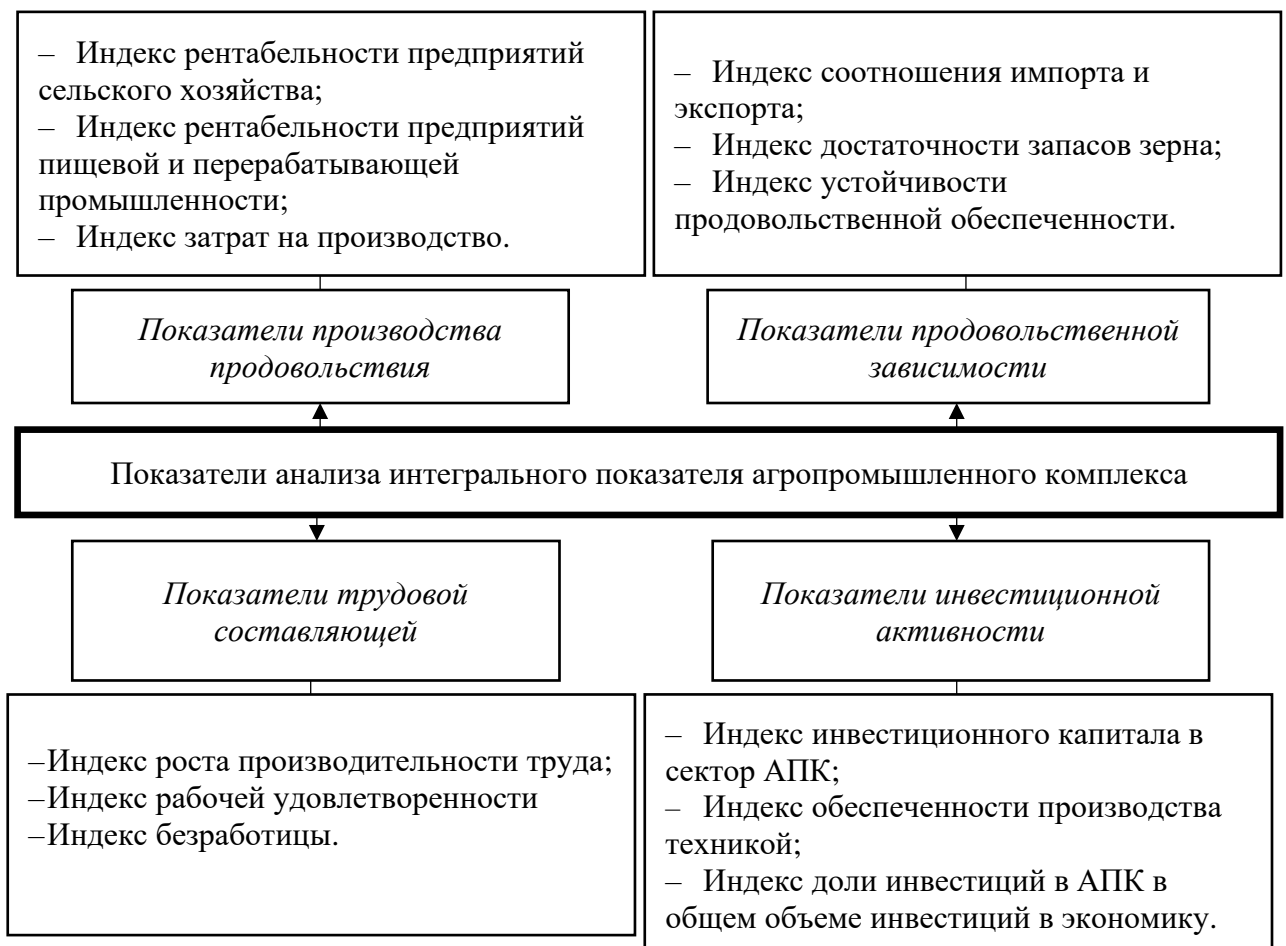 – Индекс рентабельности предприятий
сельского хозяйства;
– Индекс рентабельности предприятий
пищевой и перерабатывающей
промышленности;
– Индекс затрат на производство.
– Индекс соотношения импорта и
экспорта;
– Индекс достаточности запасов зерна;
– Индекс устойчивости
продовольственной обеспеченности.
Показатели производства
продовольствия
Показатели продовольственной
зависимости
Показатели анализа интегрального показателя агропромышленного комплекса
Показатели трудовой
составляющей
Показатели инвестиционной
активности
–Индекс роста производительности труда;
–Индекс рабочей удовлетворенности
–Индекс безработицы.
– Индекс инвестиционного капитала в
сектор АПК;
– Индекс обеспеченности производства
техникой;
– Индекс доли инвестиций в АПК в
общем объеме инвестиций в экономику.